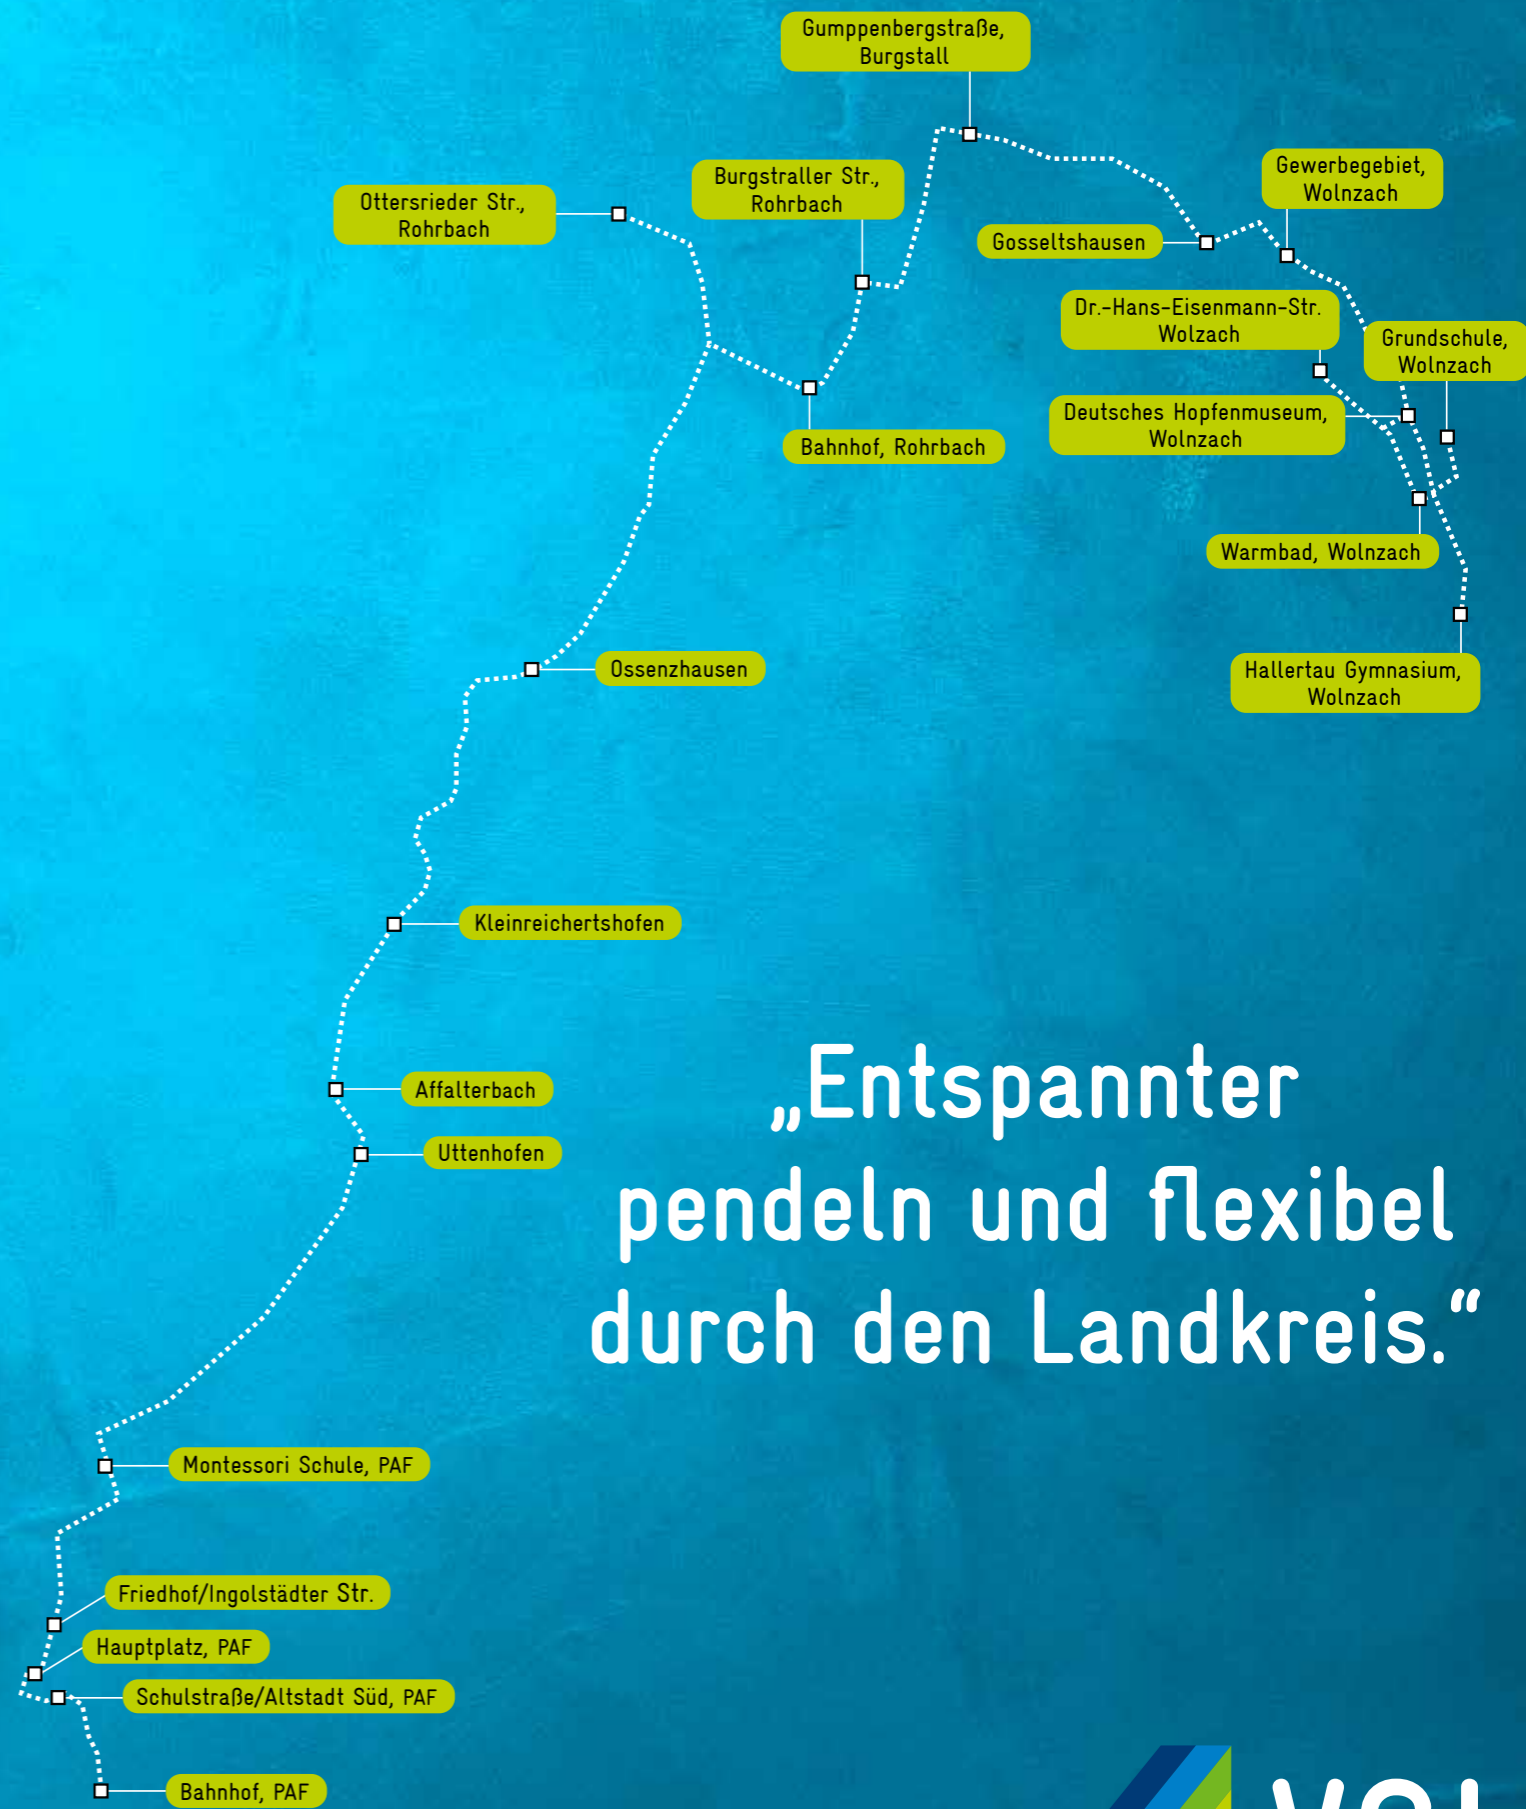 Gumppenbergstraße,
Burgstall
Gewerbegebiet,
Wolnzach
Burgstraller Str.,
Rohrbach
Ottersrieder Str.,
Rohrbach
Gosseltshausen
Dr.-Hans-Eisenmann-Str.
Wolzach
Grundschule,
Wolnzach
Deutsches Hopfenmuseum,
Wolnzach
Bahnhof, Rohrbach
Warmbad, Wolnzach
Ossenzhausen
Hallertau Gymnasium,
Wolnzach
Kleinreichertshofen
Affalterbach
Uttenhofen
„Entspannter
pendeln und flexibel
durch den Landkreis.“
Montessori Schule, PAF
Friedhof/Ingolstädter Str.
Hauptplatz, PAF
Schulstraße/Altstadt Süd, PAF
Bahnhof, PAF